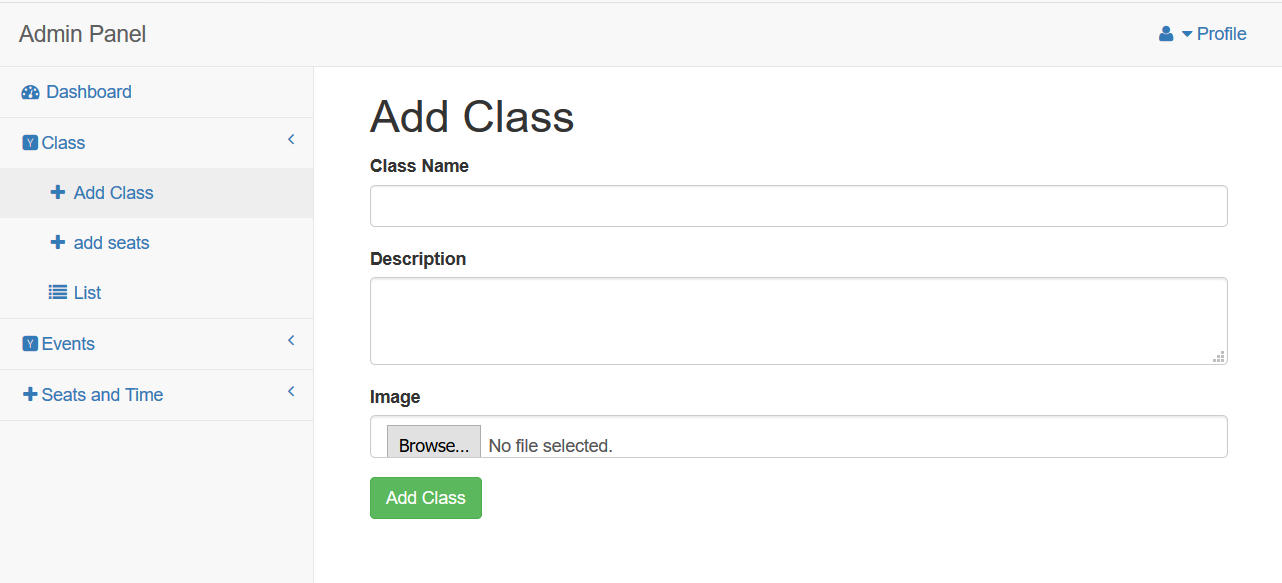 Admin Panel
Profile
Dashboard
Class
Add Class
add seats
List
Events
Seats and Time
Add Class
Class Name
Description
Image
Browse... No file selected.
Add Class